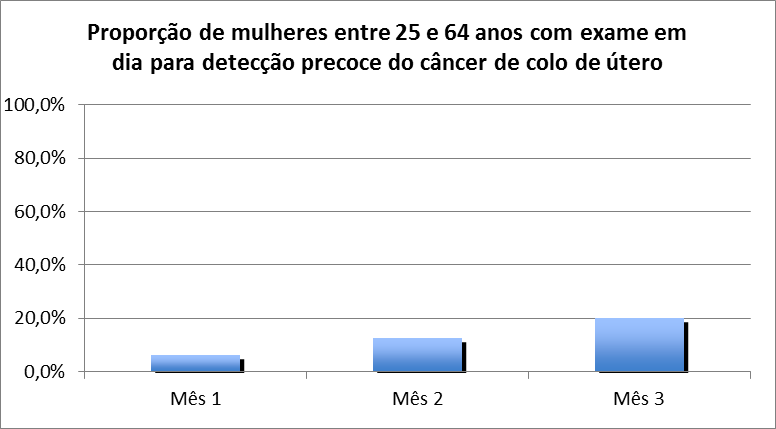 Proporção de mulheres entre 25 e 64 anos com exame em
dia para detecção precoce do câncer de colo de útero
100,0%
80,0%
60,0%
40,0%
20,0%
0,0%
Mês 1
Mês 2
Mês 3